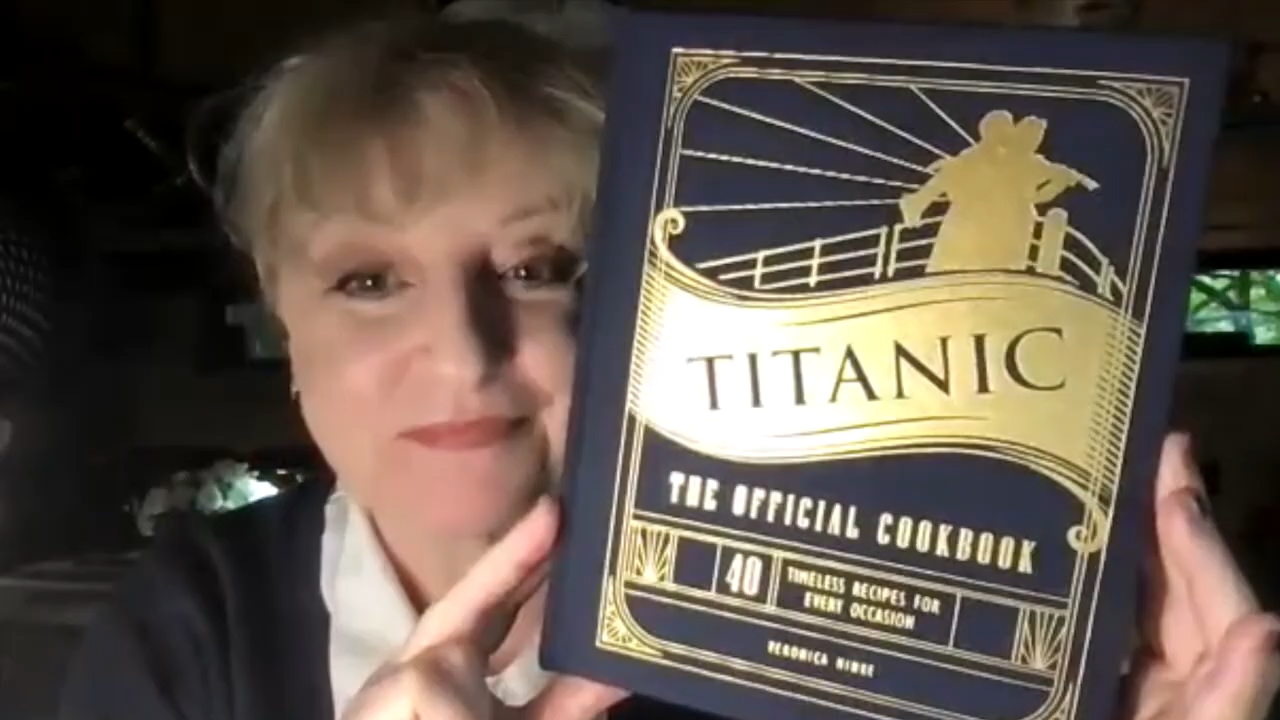 TITANIC
THE OFFICIAL COOKBOOK
40
TIMELESS RECIPES FOR
EVERY OCCASION
VERONICA HINKE